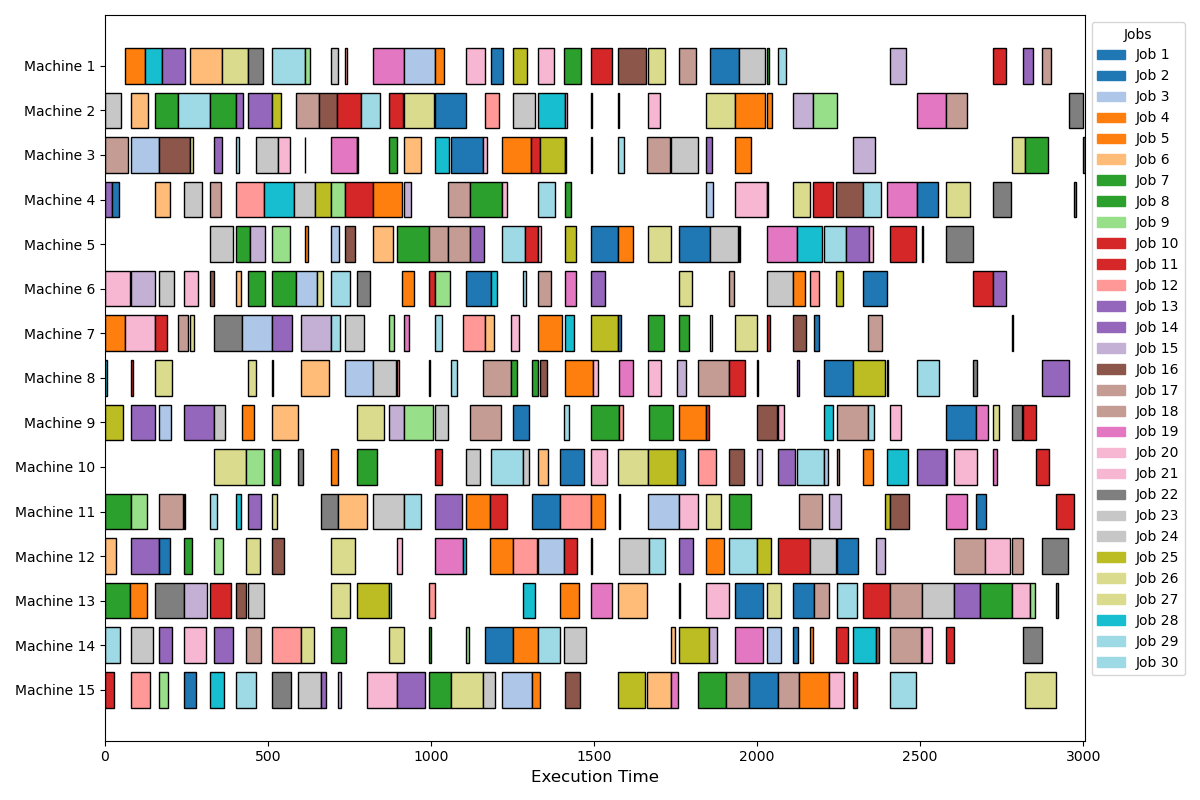 Machine 1
Machine 2
Machine 3
Machine 4
Machine 5
Machine 6
Machine 7
Machine 8
Machine 9
Machine 10
Machine 11
Machine 12
Machine 13
Machine 14
Machine 15
0 500 1000 1500 2000 2500 3000
Execution Time
Jobs
Job 1
Job 2
Job 3
Job 4
Job 5
Job 6
Job 7
Job 8
Job 9
Job 10
Job 11
Job 12
Job 13
Job 14
Job 15
Job 16
Job 17
Job 18
Job 19
Job 20
Job 21
Job 22
Job 23
Job 24
Job 25
Job 26
Job 27
Job 28
Job 29
Job 30